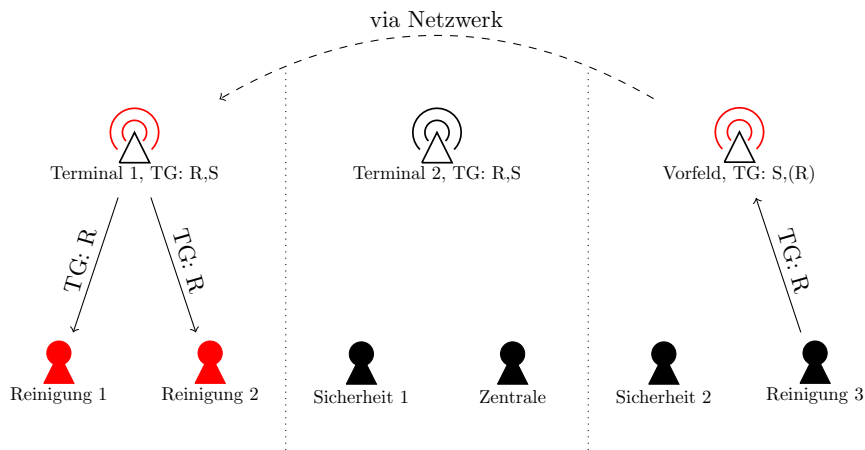 via Netzwerk
Terminal 1, TG: R,S
Terminal 2, TG: R,S
Vorfeld, TG: S,(R)
TG: R
TG: R
TG: R
Reinigung 1
Reinigung 2
Sicherheit 1
Zentrale
Sicherheit 2
Reinigung 3